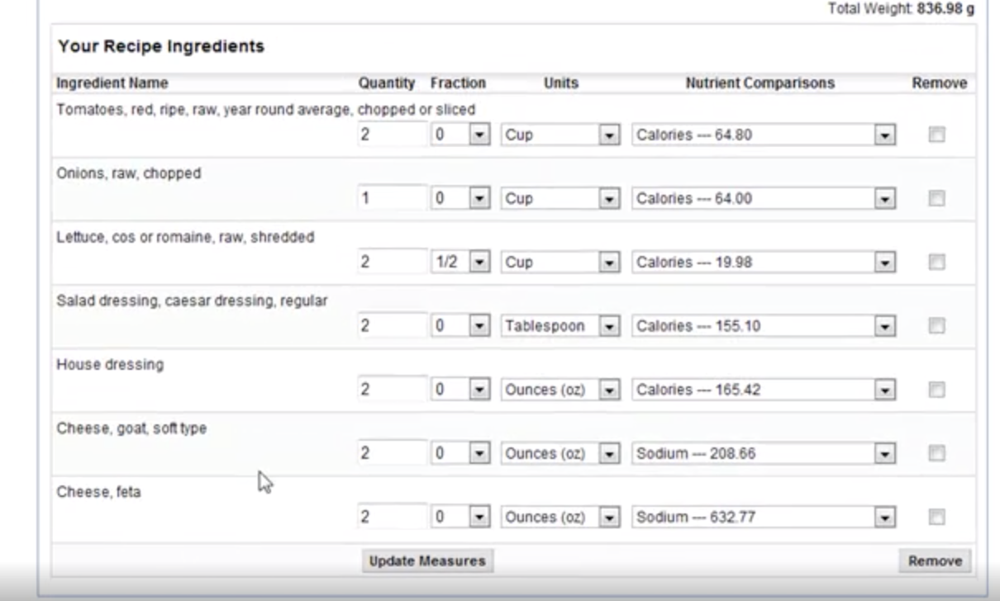 Total Weight: 836.98 g
Your Recipe Ingredients
Ingredient Name Quantity Fraction Units Nutrient Comparisons Remove
Tomatoes, red, ripe, raw, year round average, chopped or sliced
2 0 Cup Calories --- 64.80
Onions, raw, chopped
1 0 Cup Calories --- 64.00
Lettuce, cos or romaine, raw, shredded
2 1/2 Cup Calories --- 19.98
Salad dressing, caesar dressing, regular
2 0 Tablespoon Calories --- 155.10
House dressing
2 0 Ounces (oz) Calories --- 165.42
Cheese, goat, soft type
2 0 Ounces (oz) Sodium --- 208.66
Cheese, feta
2 0 Ounces (oz) Sodium --- 632.77
Update Measures Remove